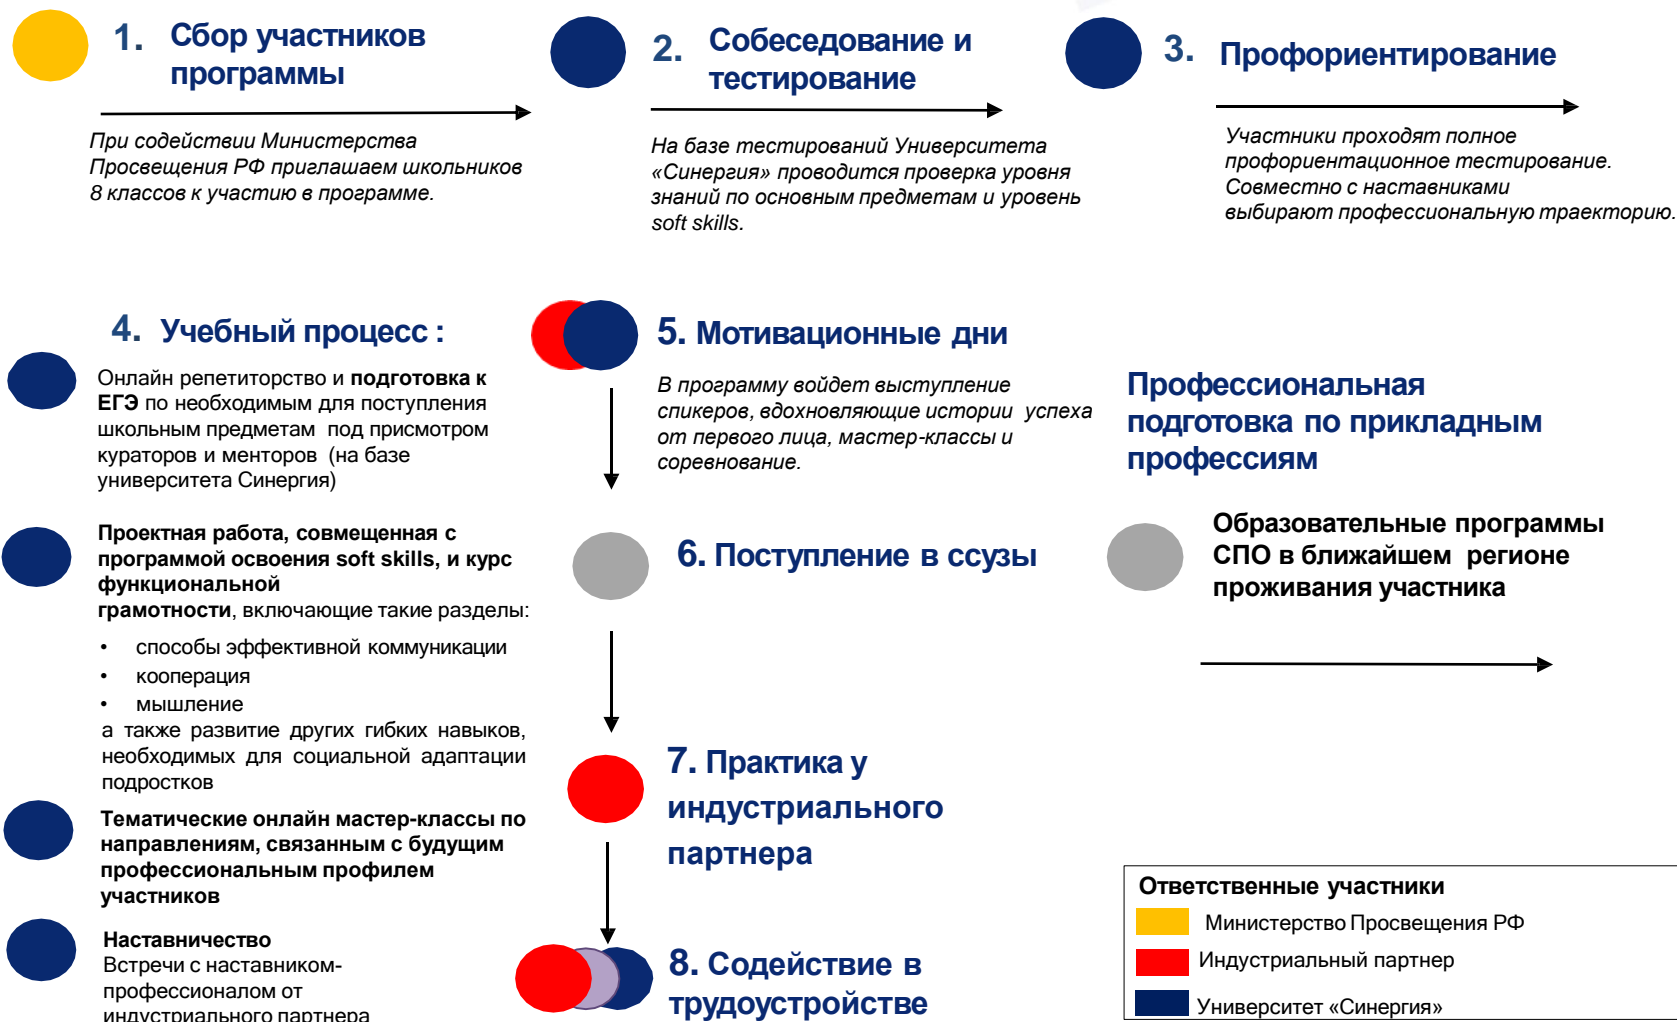 1. Сбор участников
программы
При содействии Министерства
Просвещения РФ приглашаем школьников
8 классов к участию в программе.
2. Собеседование и
тестирование
На базе тестирований Университета
«Синергия» проводится проверка уровня
знаний по основным предметам и уровень
soft skills.
3. Профориентирование
Участники проходят полное
профориентационное тестирование.
Совместно с наставниками
выбирают профессиональную траекторию.
4. Учебный процесс :
Онлайн репетиторство и подготовка к
ЕГЭ по необходимым для поступления
школьным предметам под присмотром
кураторов и менторов (на базе
университета Синергия)
Проектная работа, совмещенная с
программой освоения soft skills, и курс
функциональной
грамотности, включающие такие разделы:
• способы эффективной коммуникации
• кооперация
• мышление
а также развитие других гибких навыков,
необходимых для социальной адаптации
подростков
Тематические онлайн мастер-классы по
направлениям, связанным с будущим
профессиональным профилем
участников
Наставничество
Встречи с наставником-
профессионалом от
индустриального партнера
5. Мотивационные дни
В программу войдет выступление
спикеров, вдохновляющие истории успеха
от первого лица, мастер-классы и
соревнование.
6. Поступление в ссузы
7. Практика у
индустриального
партнера
8. Содействие в
трудоустройстве
Профессиональная
подготовка по прикладным
профессиям
Образовательные программы
СПО в ближайшем регионе
проживания участника
Ответственные участники
Министерство Просвещения РФ
Индустриальный партнер
Университет «Синергия»